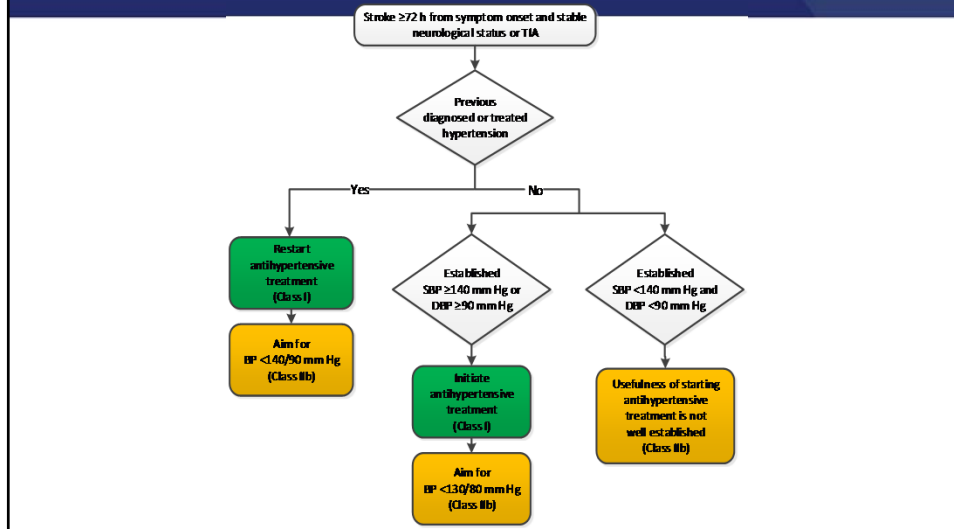 Stroke ≥72 h from symptom onset and stable
neurological status or TIA
Previous
diagnosed or treated
hypertension
Yes
No
Restart
antihypertensive
treatment
(Class I)
Aim for
BP <140/90 mm Hg
(Class IIb)
Established
SBP ≥140 mm Hg or
DBP ≥90 mm Hg
Initiate
antihypertensive
treatment
(Class I)
Aim for
BP <130/80 mm Hg
(Class IIb)
Established
SBP <140 mm Hg and
DBP <90 mm Hg
Usefulness of starting
antihypertensive
treatment is not
well established
(Class IIb)